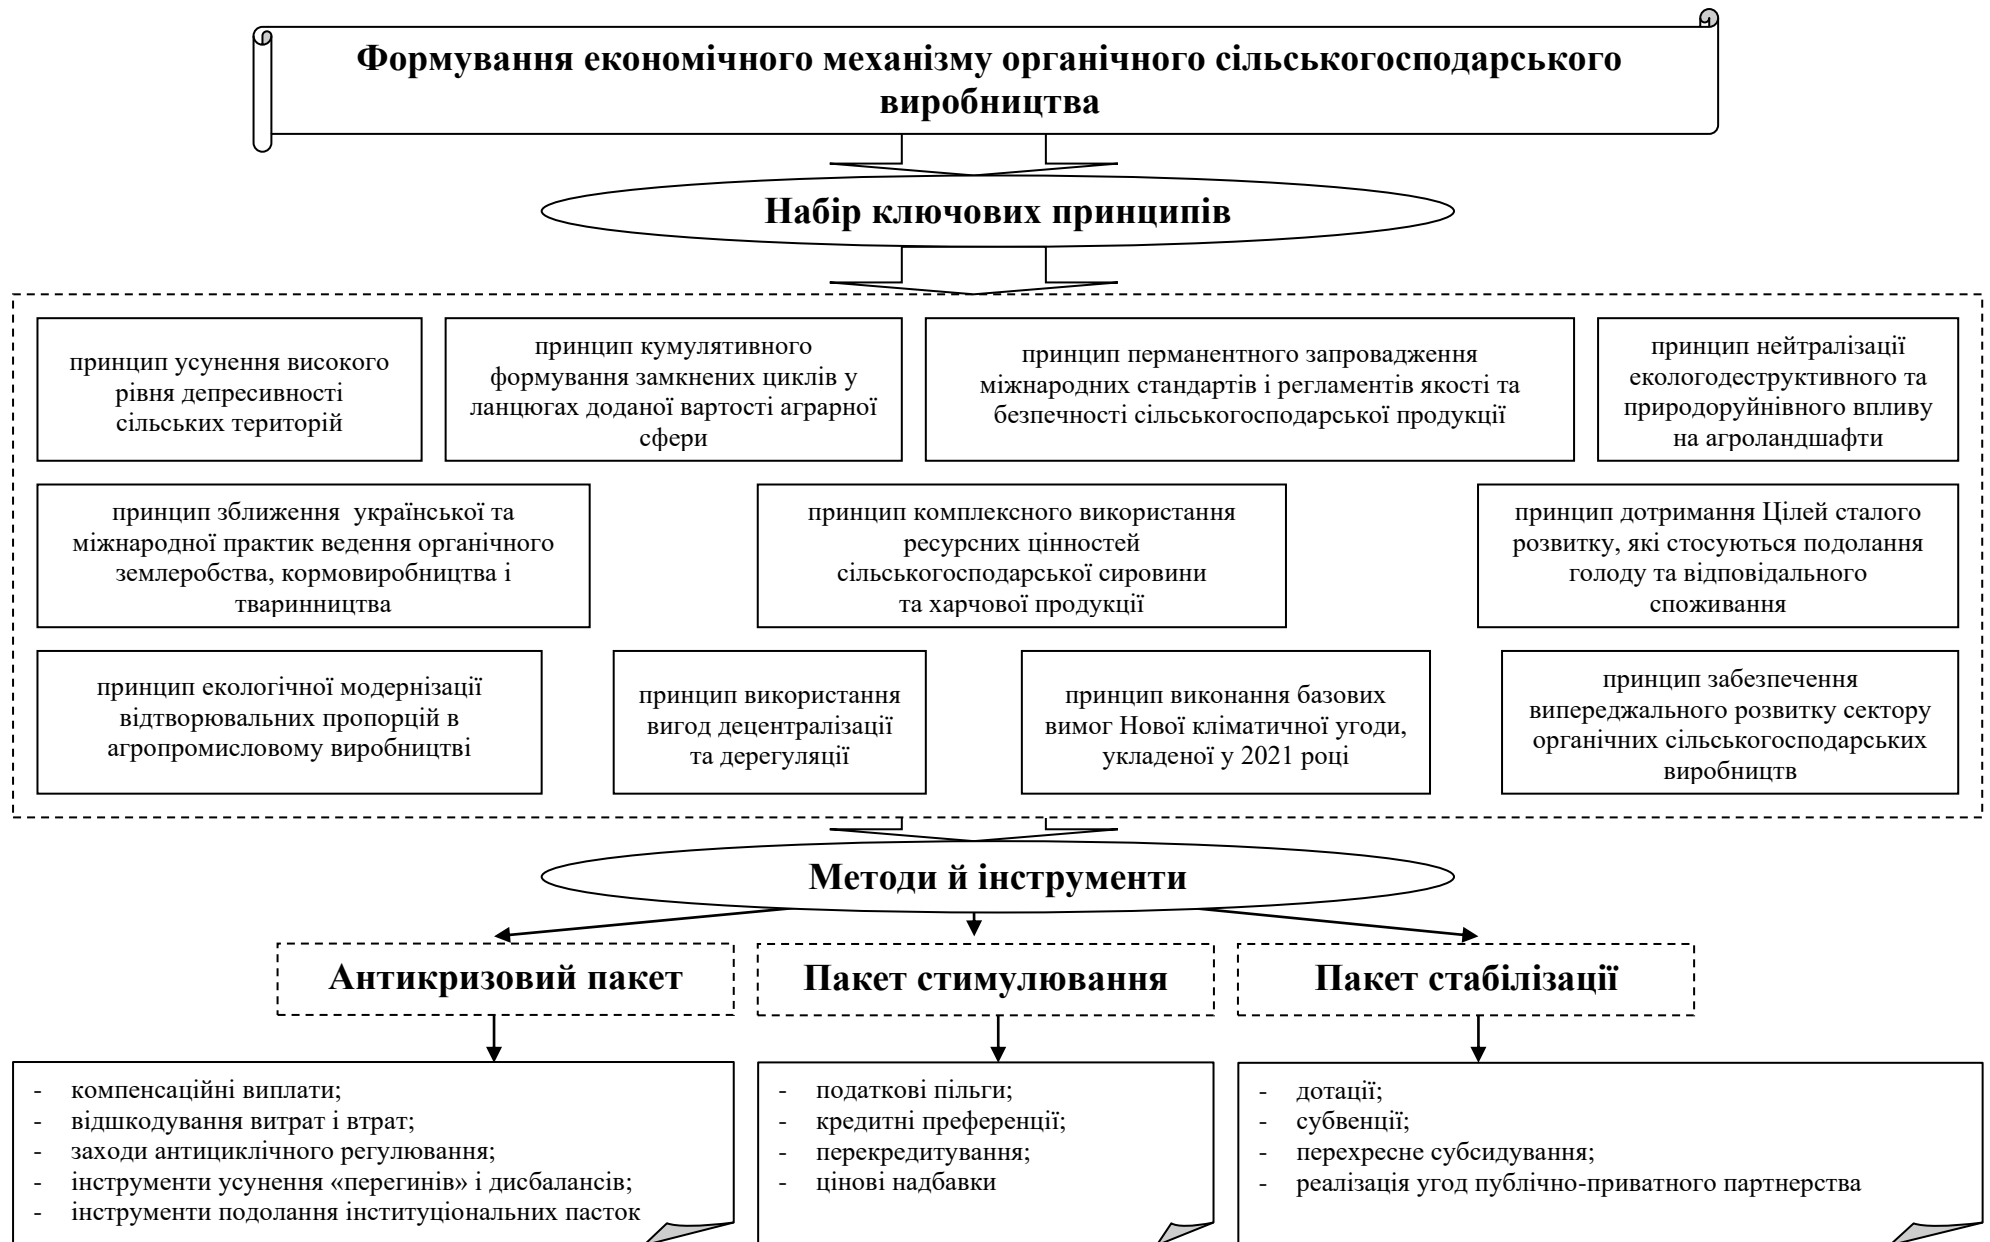 Формування економічного механізму органічного сільськогосподарського
виробництва
Набір ключових принципів
принцип усунення високого
рівня депресивності
сільських територій
принцип кумулятивного
формування замкнених циклів у
ланцюгах доданої вартості аграрної
сфери
принцип перманентного запровадження
міжнародних стандартів і регламентів якості та
безпечності сільськогосподарської продукції
принцип нейтралізації
екологодеструктивного та
природоруйнівного впливу
на агроландшафти
принцип зближення української та
міжнародної практик ведення органічного
землеробства, кормовиробництва і
тваринництва
принцип комплексного використання
ресурсних цінностей
сільськогосподарської сировини
та харчової продукції
принцип дотримання Цілей сталого
розвитку, які стосуються подолання
голоду та відповідального
споживання
принцип екологічної модернізації
відтворювальних пропорцій в
агропромисловому виробництві
принцип використання
вигод децентралізації
та дерегуляції
принцип виконання базових
вимог Нової кліматичної угоди,
укладеної у 2021 році
принцип забезпечення
випереджального розвитку сектору
органічних сільськогосподарських
виробництв
Методи й інструменти
Антикризовий пакет
Пакет стимулювання
Пакет стабілізації
- компенсаційні виплати;
- відшкодування витрат і втрат;
- заходи антициклічного регулювання;
- інструменти усунення «перегинів» і дисбалансів;
- інструменти подолання інституціональних пасток
- податкові пільги;
- кредитні преференції;
- перекредитування;
- цінові надбавки
- дотації;
- субвенції;
- перехресне субсидування;
- реалізація угод публічно-приватного партнерства